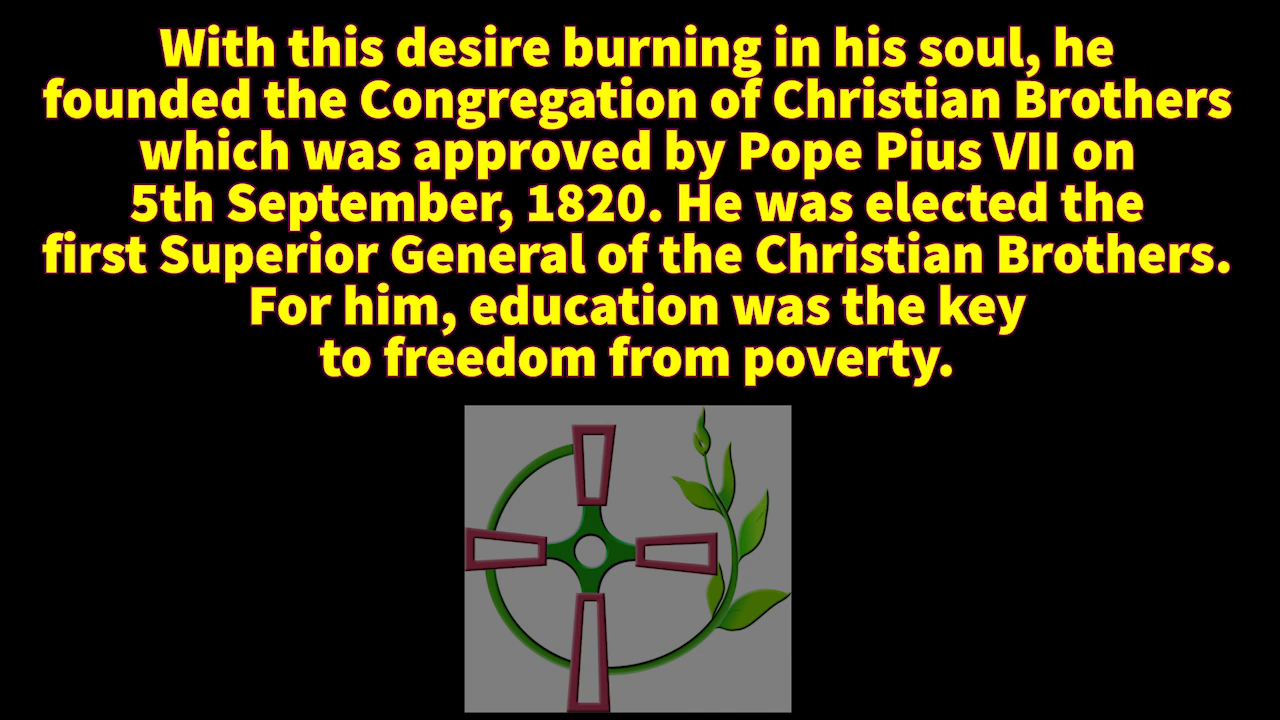 With this desire burning in his soul, he
founded the Congregation of Christian Brothers
which was approved by Pope Pius VII on
5th September, 1820. He was elected the
first Superior General of the Christian Brothers.
For him, education was the key
to freedom from poverty.